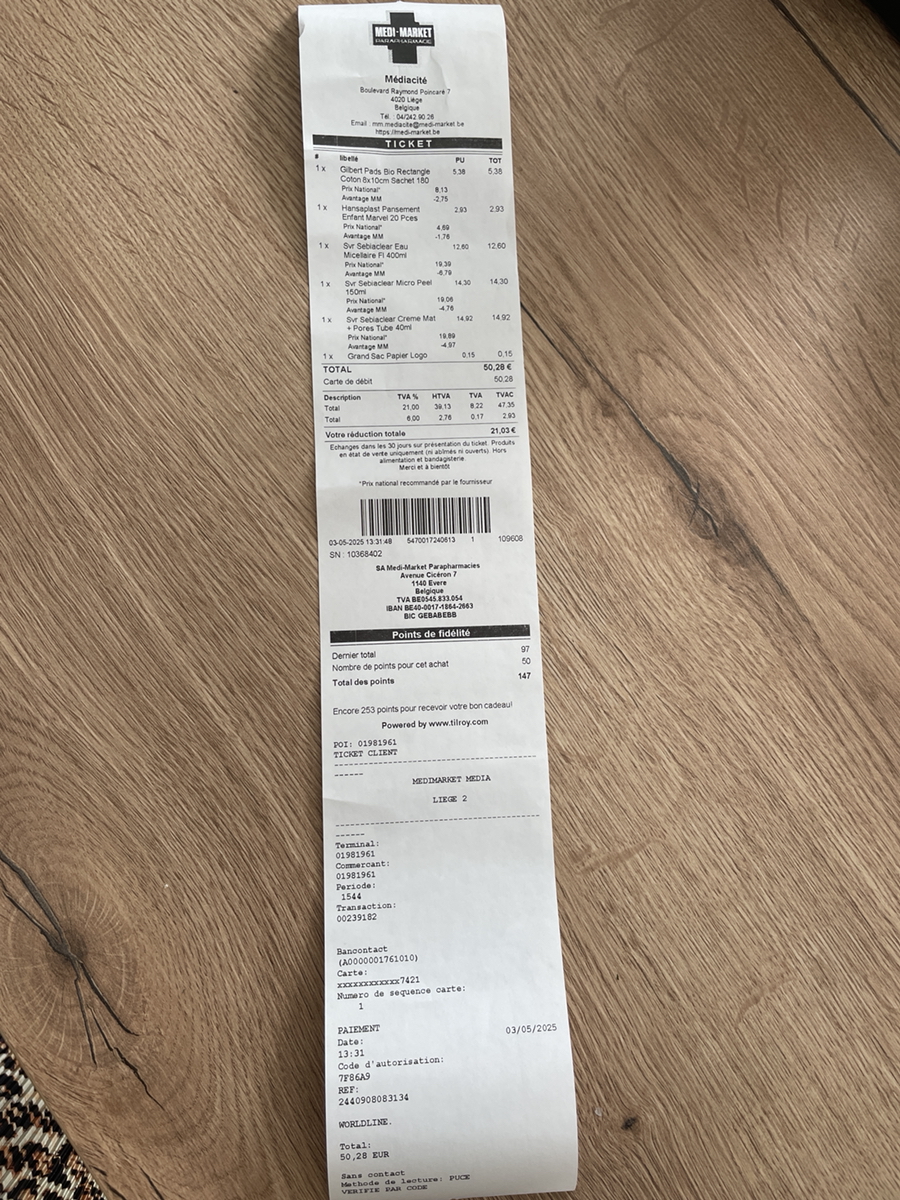 MEDI-MARKET
PARAPHARMACIE
Médiacité
Boulevard Raymond Poincaré 7
4020 Liège
Belgique
Tél. : 04/242.90.26
Email : mm.mediacite@medi-market.be
https://medi-market.be
TICKET
# libellé PU TOT
1 x Gilbert Pads Bio Rectangle 5,38 5,38
Coton 8x10cm Sachet 180
Prix National* 8,13
Avantage MM -2,75
1 x Hansaplast Pansement 2,93 2,93
Enfant Marvel 20 Pces
Prix National* 4,69
Avantage MM -1,76
1 x Svr Sebiaclear Eau 12,60 12,60
Micellaire Fl 400ml
Prix National* 19,39
Avantage MM -6,79
1 x Svr Sebiaclear Micro Peel 14,30 14,30
150ml
Prix National* 19,06
Avantage MM -4,76
1 x Svr Sebiaclear Creme Mat 14,92 14,92
+ Pores Tube 40ml
Prix National* 19,89
Avantage MM -4,97
1 x Grand Sac Papier Logo 0,15 0,15
TOTAL 50,28 €
Carte de débit 50,28
Description TVA % HTVA TVA TVAC
Total 21,00 39,13 8,22 47,35
Total 6,00 2,76 0,17 2,93
Votre réduction totale 21,03 €
Echanges dans les 30 jours sur présentation du ticket. Produits
en état de vente uniquement (ni abîmés ni ouverts). Hors
alimentation et bandagisterie.
Merci et à bientôt
*Prix national recommandé par le fournisseur
03-05-2025 13:31:48 5470017240613 1 109608
SN : 10368402
SA Medi-Market Parapharmacies
Avenue Cicéron 7
1140 Evere
Belgique
TVA BE0545.833.054
IBAN BE40-0017-1864-2663
BIC GEBABEBB
Points de fidélité
Dernier total 97
Nombre de points pour cet achat 50
Total des points 147
Encore 253 points pour recevoir votre bon cadeau!
Powered by www.tilroy.com
POI: 01981961
TICKET CLIENT
--------------------------------
------
MEDIMARKET MEDIA
LIEGE 2
--------------------------------
------
Terminal:
01981961
Commercant:
01981961
Periode:
1544
Transaction:
00239182
Bancontact
(A0000001761010)
Carte:
xxxxxxxxxxxx7421
Numero de sequence carte:
1
PAIEMENT
Date: 03/05/2025
13:31
Code d'autorisation:
7F86A9
REF:
2440908083134
WORLDLINE.
Total:
50,28 EUR
Sans contact
Methode de lecture: PUCE
VERIFIE PAR CODE